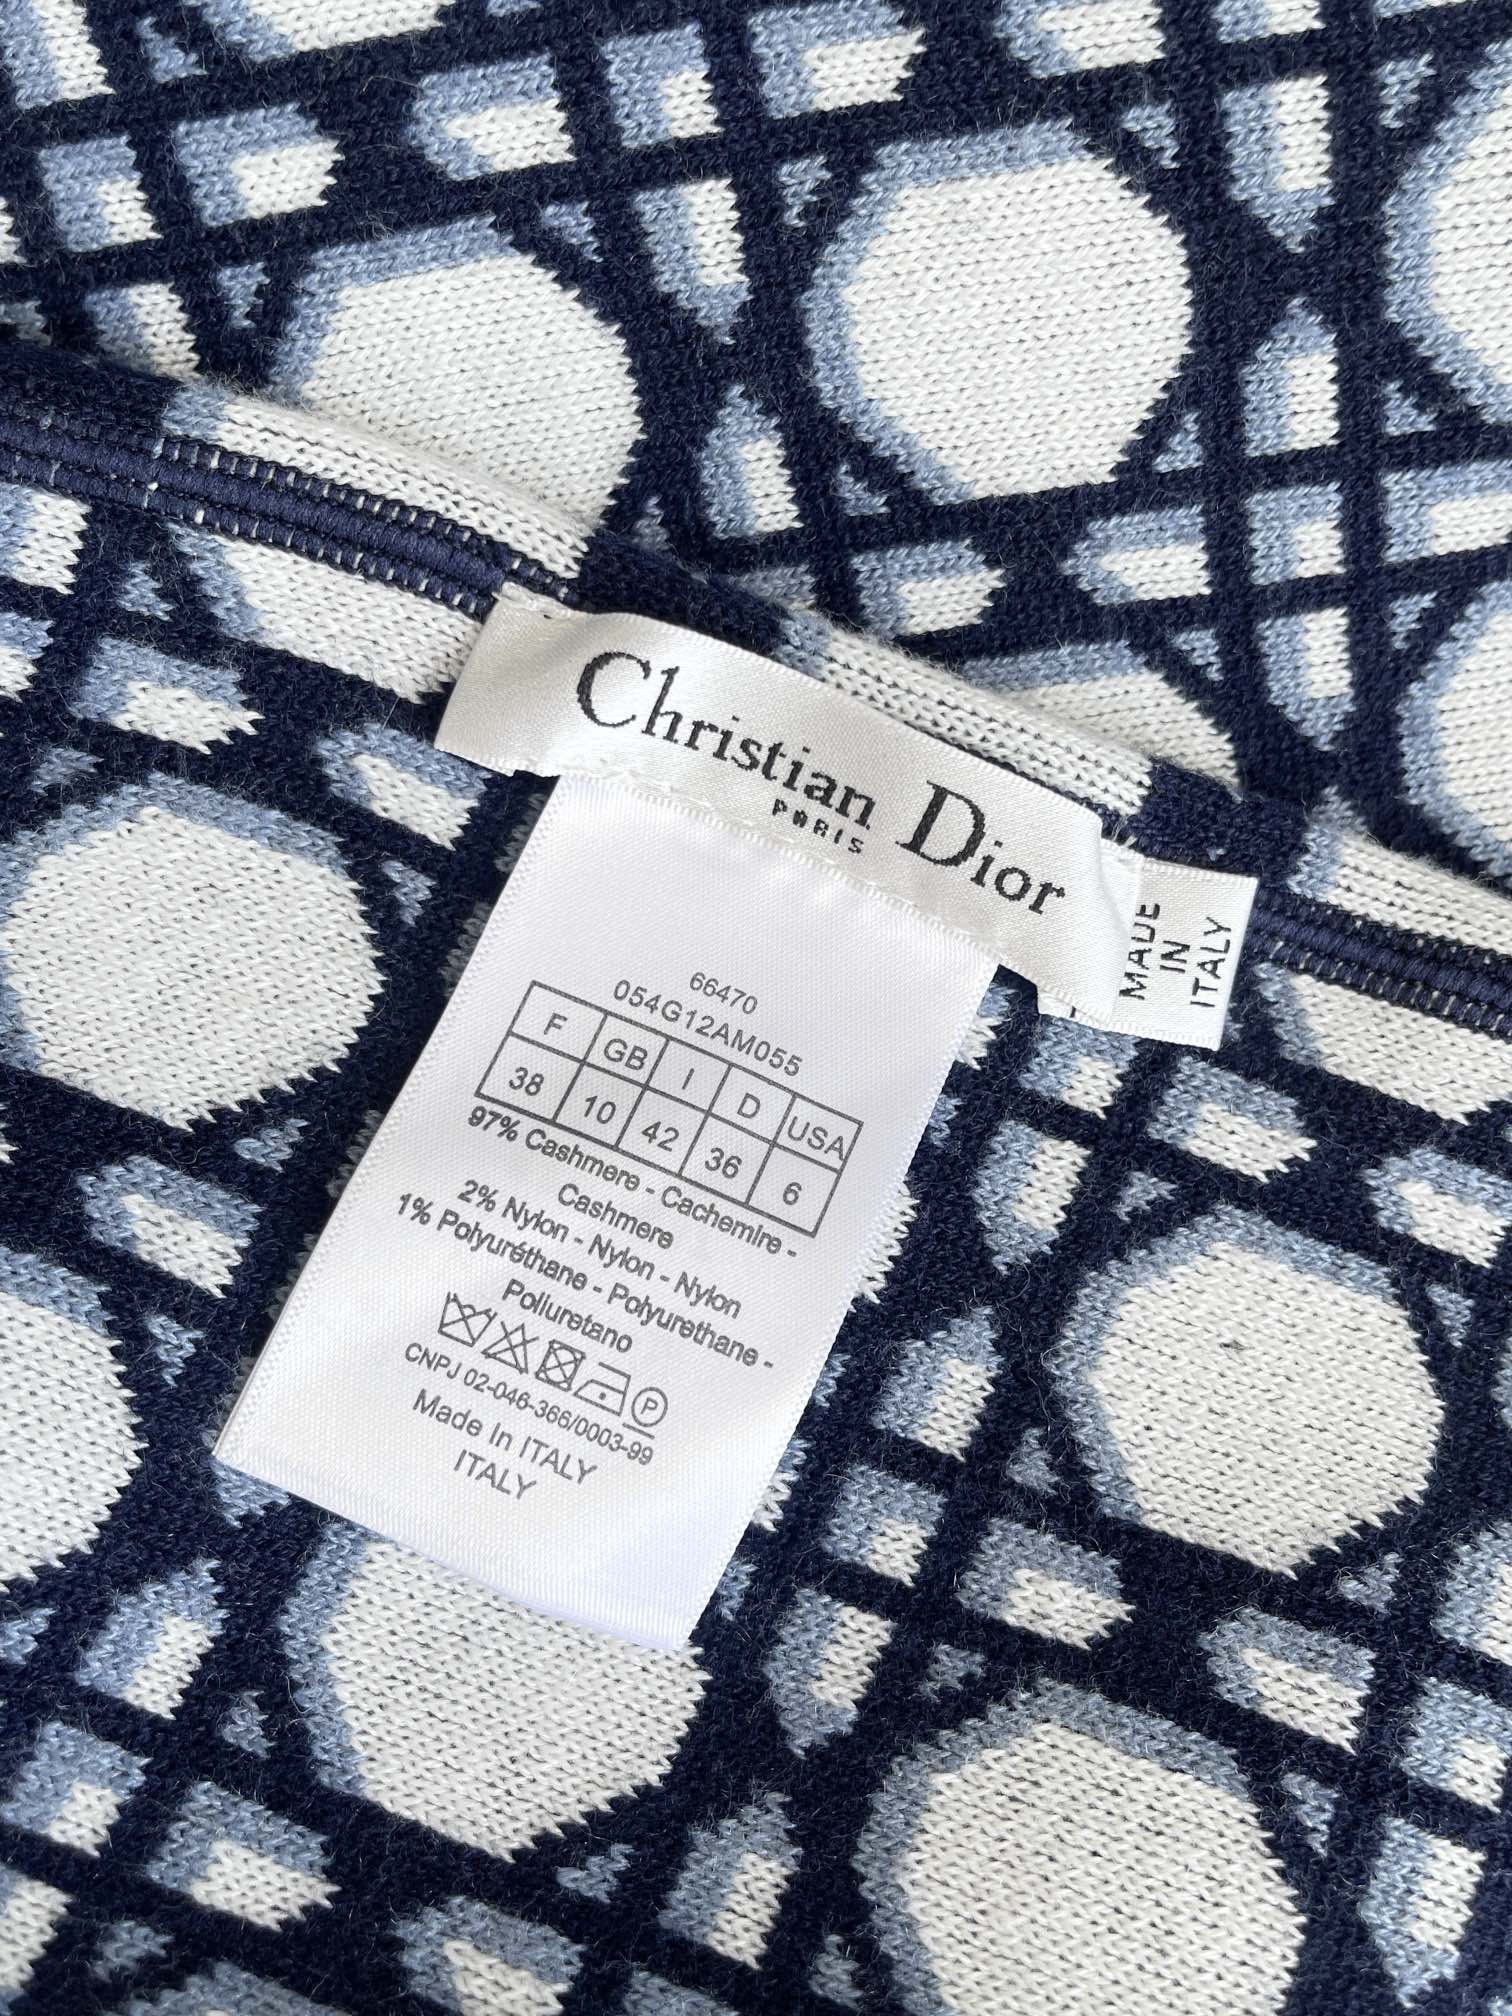 Christian Dior
PARIS
MADE
IN
ITALY
66470
054G12AM055
F GB I D USA
38 10 42 36 6
97% Cashmere - Cachemire -
Cashmere
2% Nylon - Nylon - Nylon
1% Polyuréthane - Polyurethane -
Poliuretano
P
CNPJ 02-046-366/0003-99
Made In ITALY
ITALY